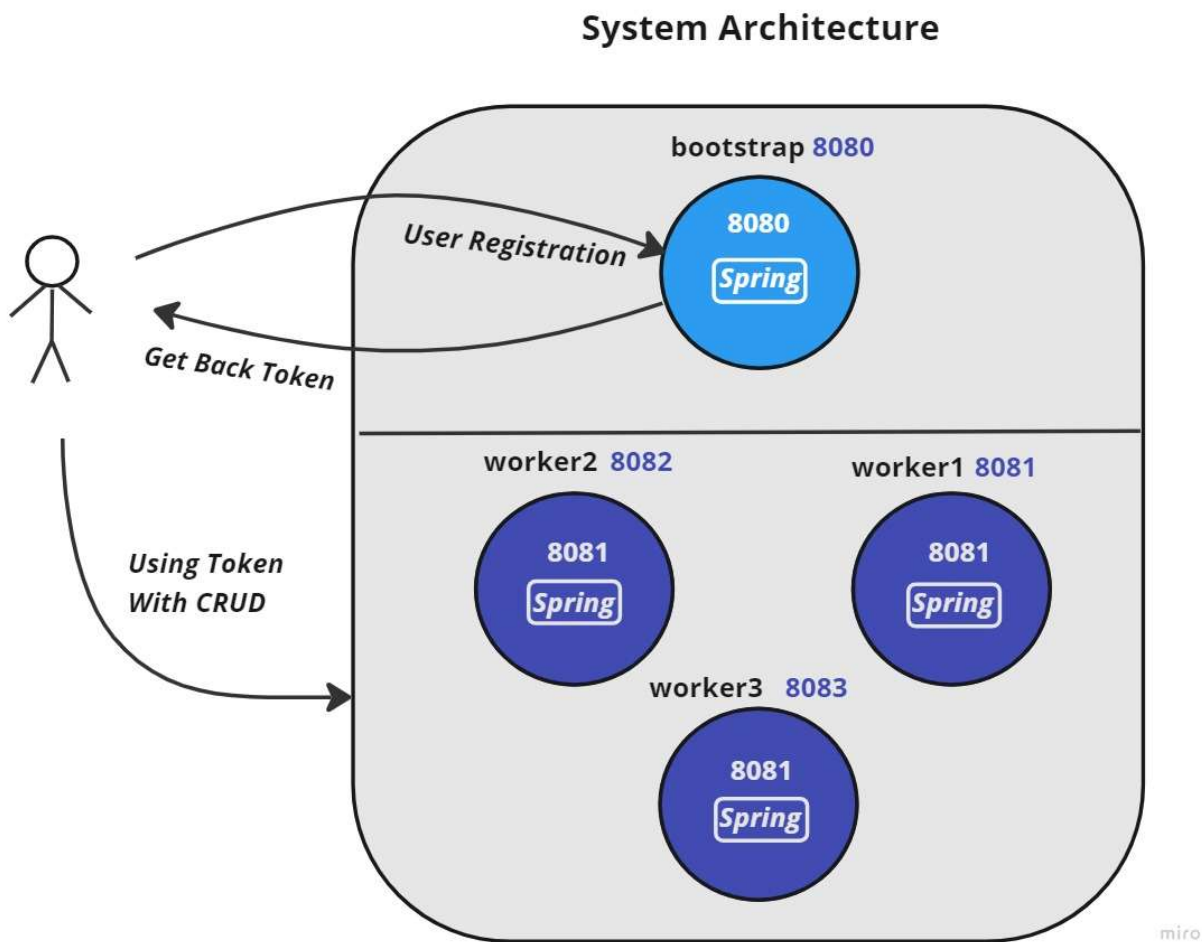 System Architecture
bootstrap 8080
8080
Spring
User Registration
Get Back Token
worker2 8082
worker1 8081
8081
Spring
8081
Spring
Using Token
With CRUD
worker3 8083
8081
Spring
miro